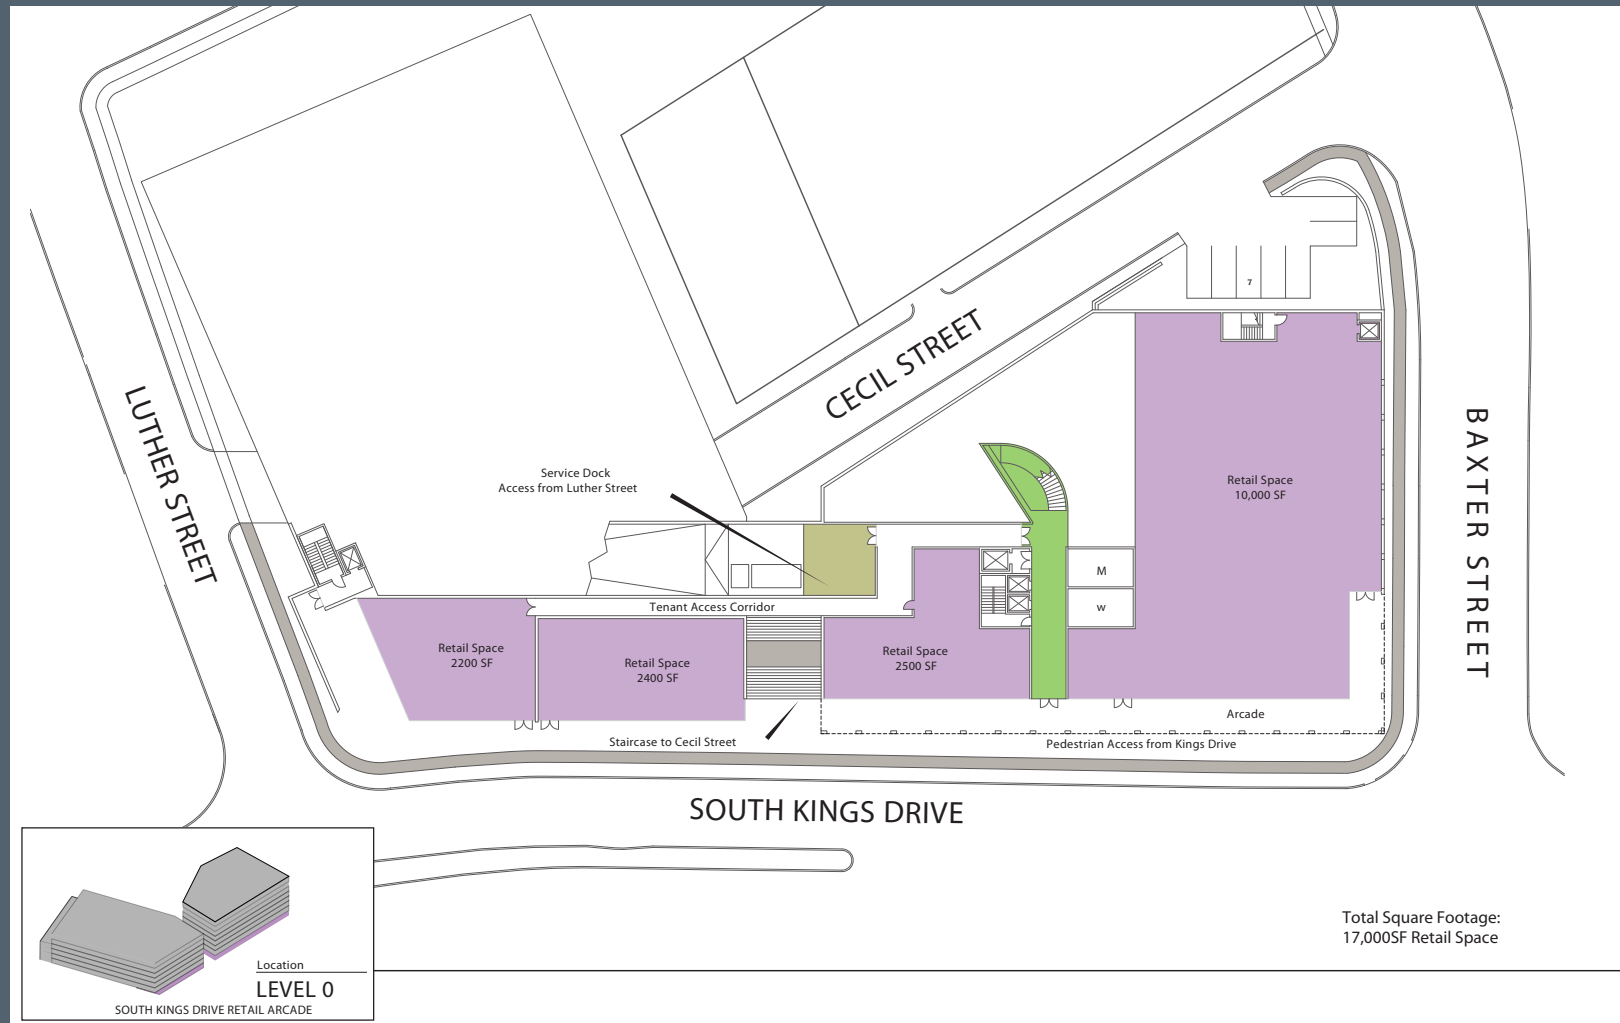 CECIL STREET
LUTHER STREET
BAXTER STREET
7
Service Dock
Access from Luther Street
Retail Space
10,000 SF
M
w
Tenant Access Corridor
Retail Space
2200 SF
Retail Space
2400 SF
Retail Space
2500 SF
Arcade
Staircase to Cecil Street
Pedestrian Access from Kings Drive
SOUTH KINGS DRIVE
Total Square Footage:
17,000SF Retail Space
Location
LEVEL 0
SOUTH KINGS DRIVE RETAIL ARCADE